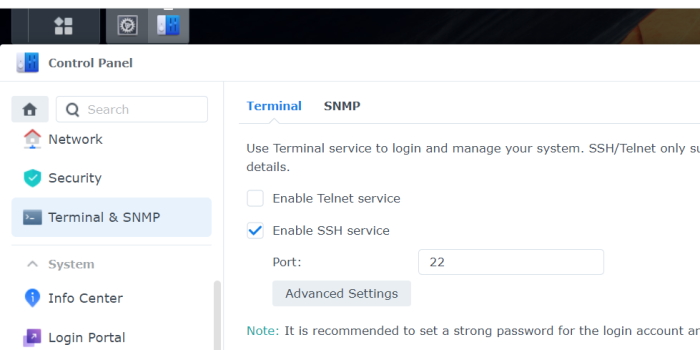 Control Panel
Search
Network
Security
Terminal & SNMP
System
Info Center
Login Portal
Terminal SNMP
Use Terminal service to login and manage your system. SSH/Telnet only
details.
Enable Telnet service
Enable SSH service
Port: 22
Advanced Settings
Note: It is recommended to set a strong password for the login account